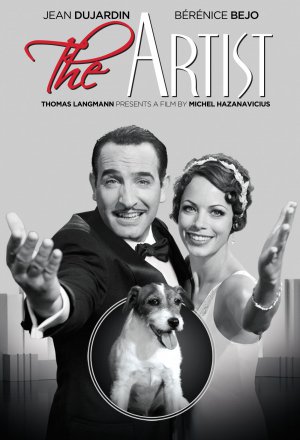 JEAN DUJARDIN BÉRÉNICE BEJO
The ARTIST
THOMAS LANGMANN PRESENTS A FILM BY MICHEL HAZANAVICIUS